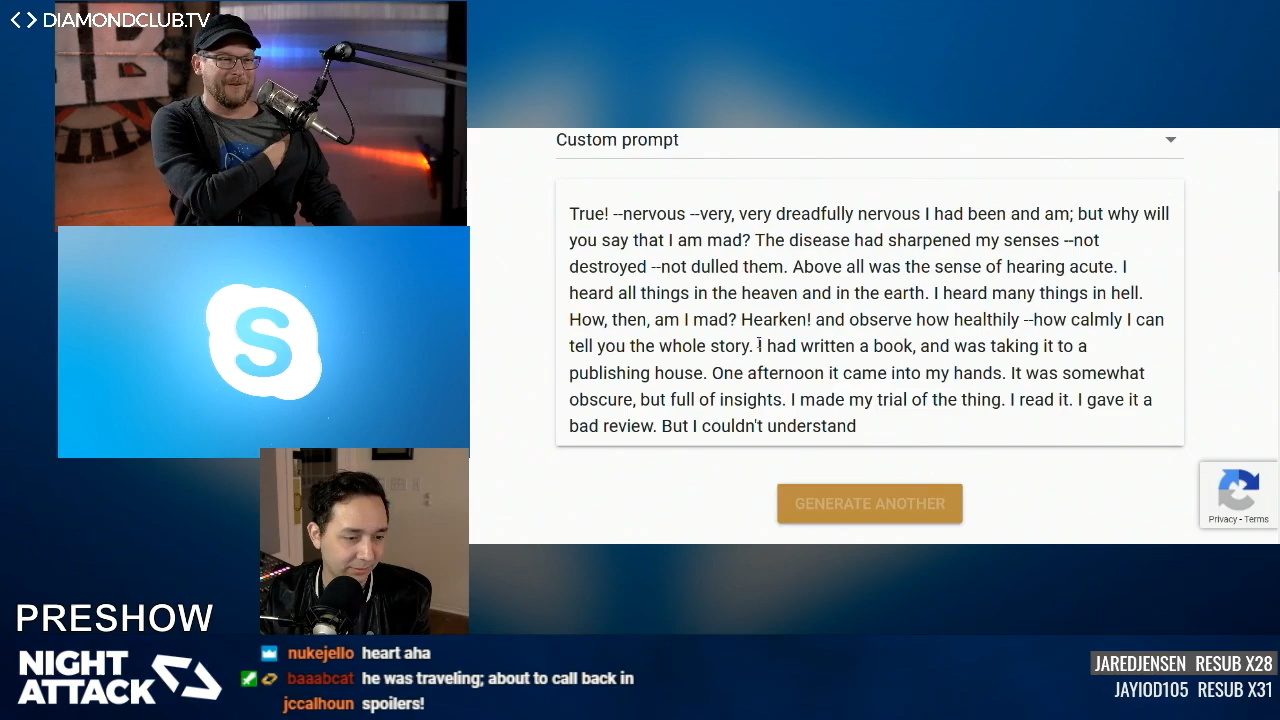 DIAMONDCLUB.TV
Custom prompt
True! --nervous --very, very dreadfully nervous I had been and am; but why will
you say that I am mad? The disease had sharpened my senses --not
destroyed --not dulled them. Above all was the sense of hearing acute. I
heard all things in the heaven and in the earth. I heard many things in hell.
How, then, am I mad? Hearken! and observe how healthily --how calmly I can
tell you the whole story. I had written a book, and was taking it to a
publishing house. One afternoon it came into my hands. It was somewhat
obscure, but full of insights. I made my trial of the thing. I read it. I gave it a
bad review. But I couldn't understand
GENERATE ANOTHER
Privacy - Terms
S
PRESHOW
NIGHT
ATTACK
nukejello heart aha
baaabcat he was traveling; about to call back in
jccalhoun spoilers!
JAREDJENSEN RESUB X28
JAYIOD105 RESUB X31